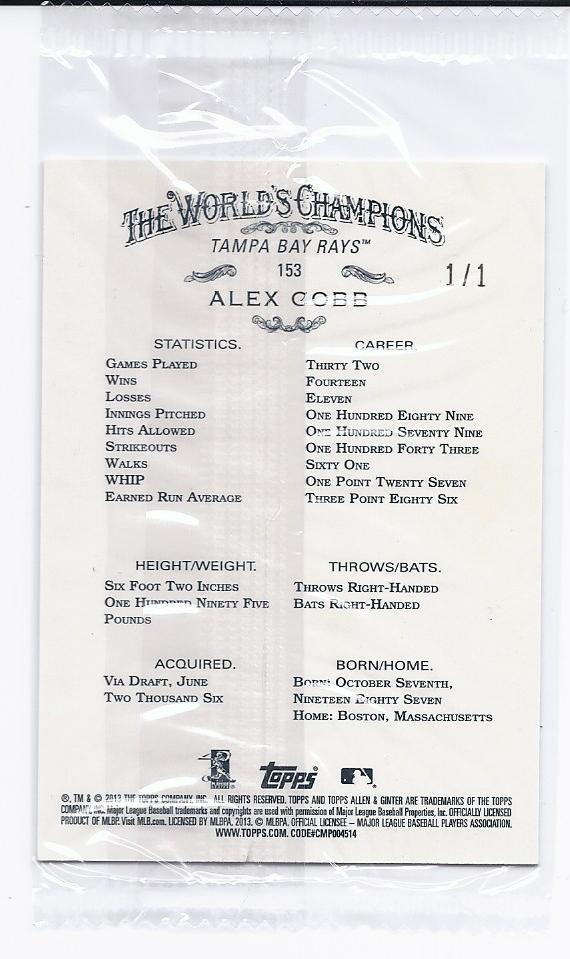 THE WORLD'S CHAMPIONS
TAMPA BAY RAYS™
153
1/1
ALEX COBB
STATISTICS. CAREER.
GAMES PLAYED THIRTY TWO
WINS FOURTEEN
LOSSES ELEVEN
INNINGS PITCHED ONE HUNDRED EIGHTY NINE
HITS ALLOWED ONE HUNDRED SEVENTY NINE
STRIKEOUTS ONE HUNDRED FORTY THREE
WALKS SIXTY ONE
WHIP ONE POINT TWENTY SEVEN
EARNED RUN AVERAGE THREE POINT EIGHTY SIX
HEIGHT/WEIGHT.
SIX FOOT TWO INCHES
ONE HUNDRED NINETY FIVE
POUNDS
THROWS/BATS.
THROWS RIGHT-HANDED
BATS RIGHT-HANDED
ACQUIRED.
VIA DRAFT, JUNE
TWO THOUSAND SIX
BORN/HOME.
BORN: OCTOBER SEVENTH,
NINETEEN EIGHTY SEVEN
HOME: BOSTON, MASSACHUSETTS
Topps®
®, TM & © 2013 THE TOPPS COMPANY, INC. ALL RIGHTS RESERVED. TOPPS AND TOPPS ALLEN & GINTER ARE TRADEMARKS OF THE TOPPS
COMPANY, INC. Major League Baseball trademarks and copyrights are used with permission of Major League Baseball Properties, Inc. OFFICIALLY LICENSED
PRODUCT OF MLBP. Visit MLB.com. LICENSED BY MLBPA. 2013. © MLBPA. OFFICIAL LICENSEE – MAJOR LEAGUE BASEBALL PLAYERS ASSOCIATION.
WWW.TOPPS.COM. CODE#CMP004514